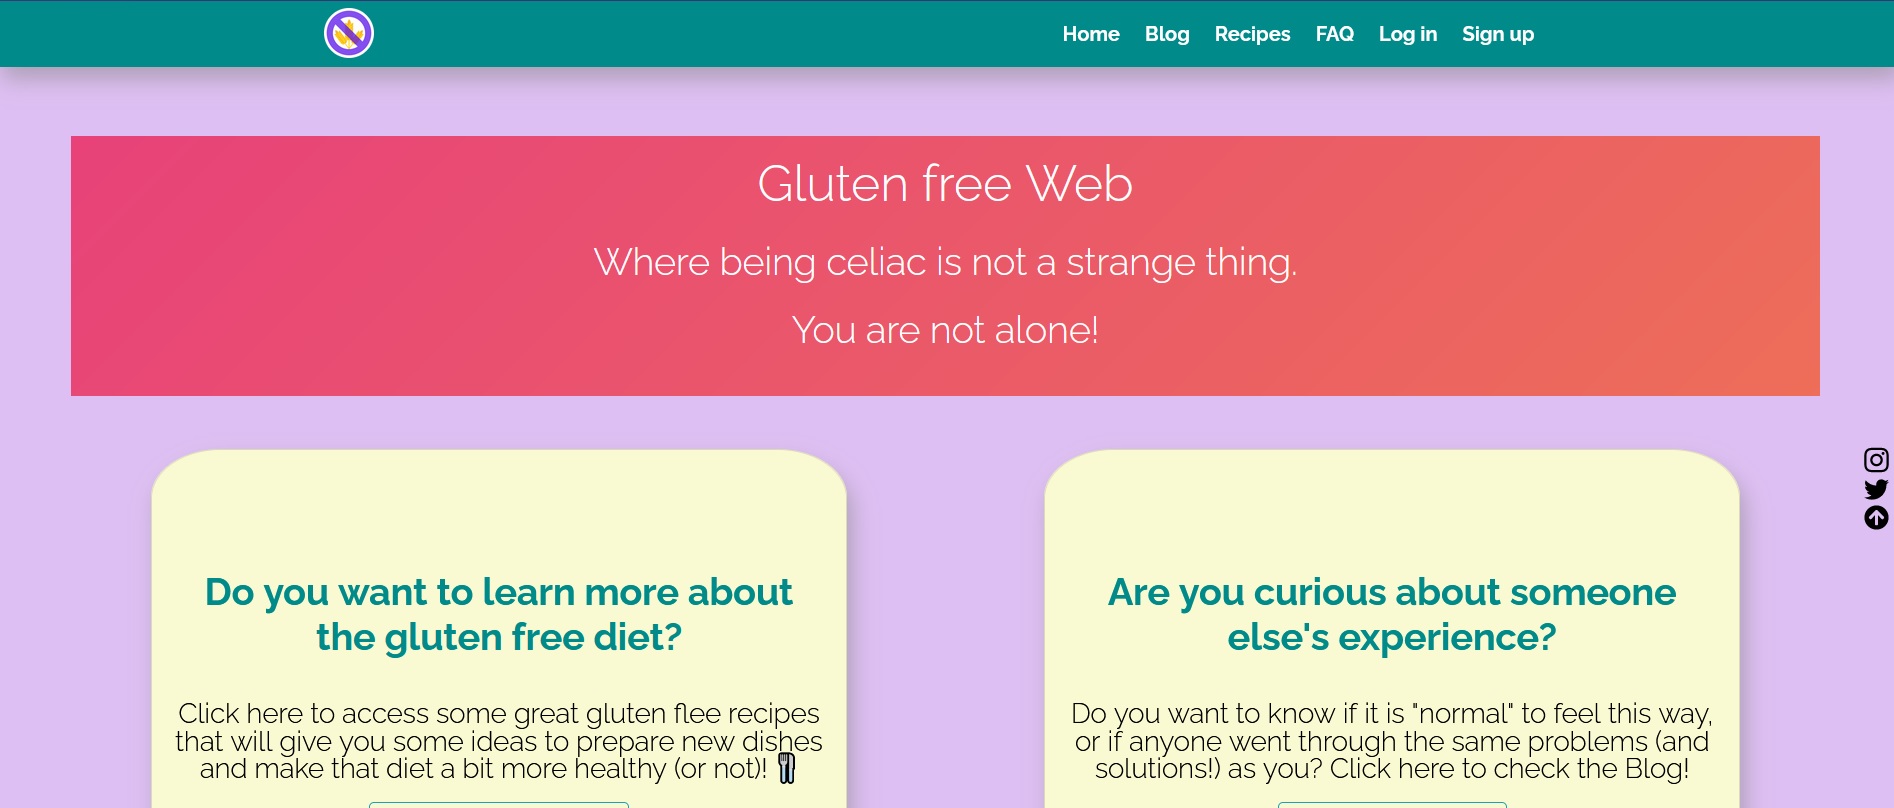 Home Blog Recipes FAQ Log in Sign up
Gluten free Web
Where being celiac is not a strange thing.
You are not alone!
Do you want to learn more about
the gluten free diet?
Click here to access some great gluten flee recipes
that will give you some ideas to prepare new dishes
and make that diet a bit more healthy (or not)!
Are you curious about someone
else's experience?
Do you want to know if it is "normal" to feel this way,
or if anyone went through the same problems (and
solutions!) as you? Click here to check the Blog!